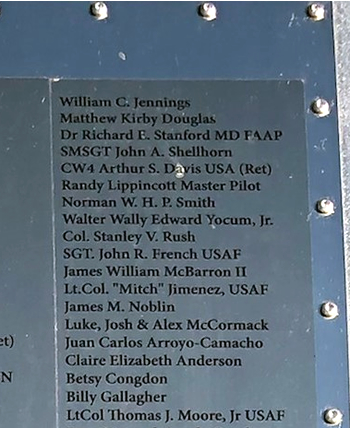 William C. Jennings
Matthew Kirby Douglas
Dr Richard E. Stanford MD FAAP
SMSGT John A. Shellhorn
CW4 Arthur S. Davis USA (Ret)
Randy Lippincott Master Pilot
Norman W. H. P. Smith
Walter Wally Edward Yocum, Jr.
Col. Stanley V. Rush
SGT. John R. French USAF
James William McBarron II
Lt.Col. "Mitch" Jimenez, USAF
James M. Noblin
Luke, Josh & Alex McCormack
et)
Juan Carlos Arroyo-Camacho
Claire Elizabeth Anderson
N
Betsy Congdon
Billy Gallagher
LtCol Thomas J. Moore, Jr USAF